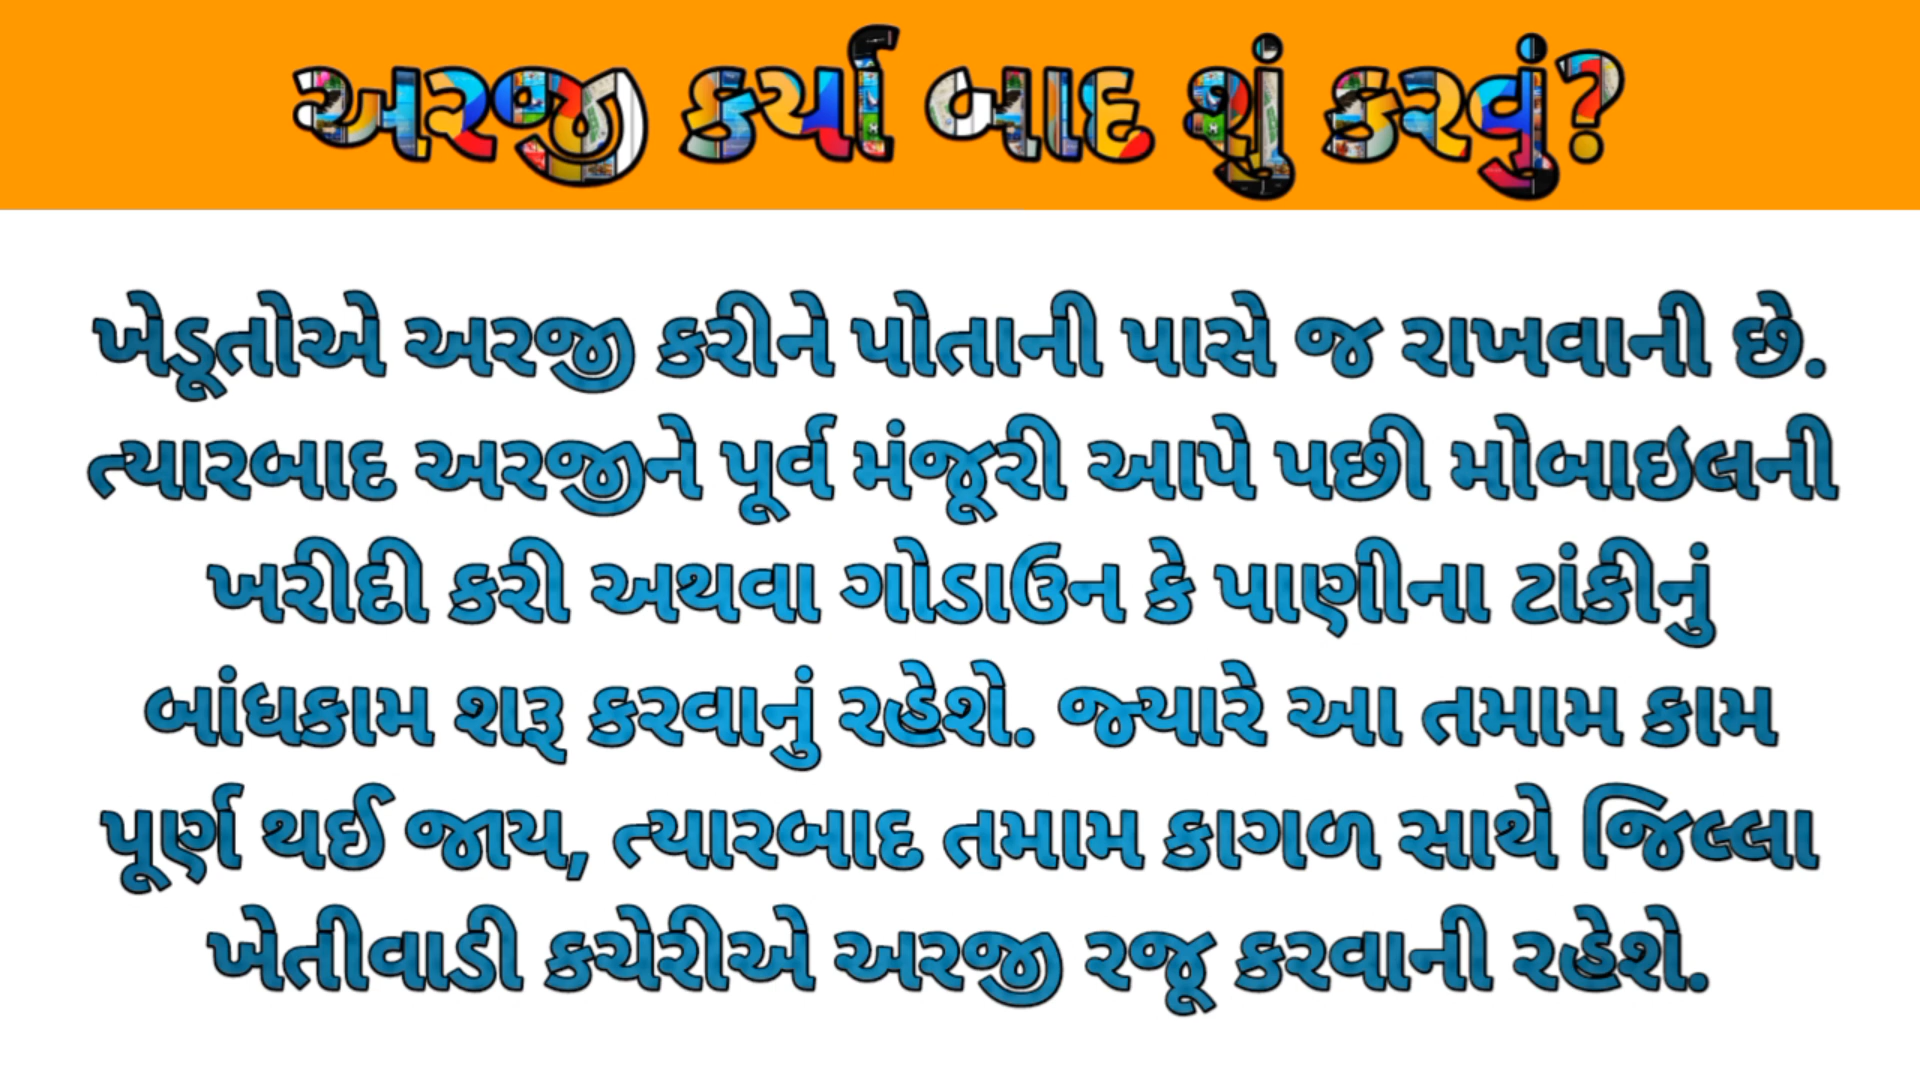 અરજી કર્યા બાદ શું કરવું?
ખેડૂતોએ અરજી કરીને પોતાની પાસે જ રાખવાની છે.
ત્યારબાદ અરજીને પૂર્વ મંજૂરી આપે પછી મોબાઇલની
ખરીદી કરી અથવા ગોડાઉન કે પાણીના ટાંકીનું
બાંધકામ શરૂ કરવાનું રહેશે. જ્યારે આ તમામ કામ
પૂર્ણ થઈ જાય, ત્યારબાદ તમામ કાગળ સાથે જિલ્લા
ખેતીવાડી કચેરીએ અરજી રજૂ કરવાની રહેશે.